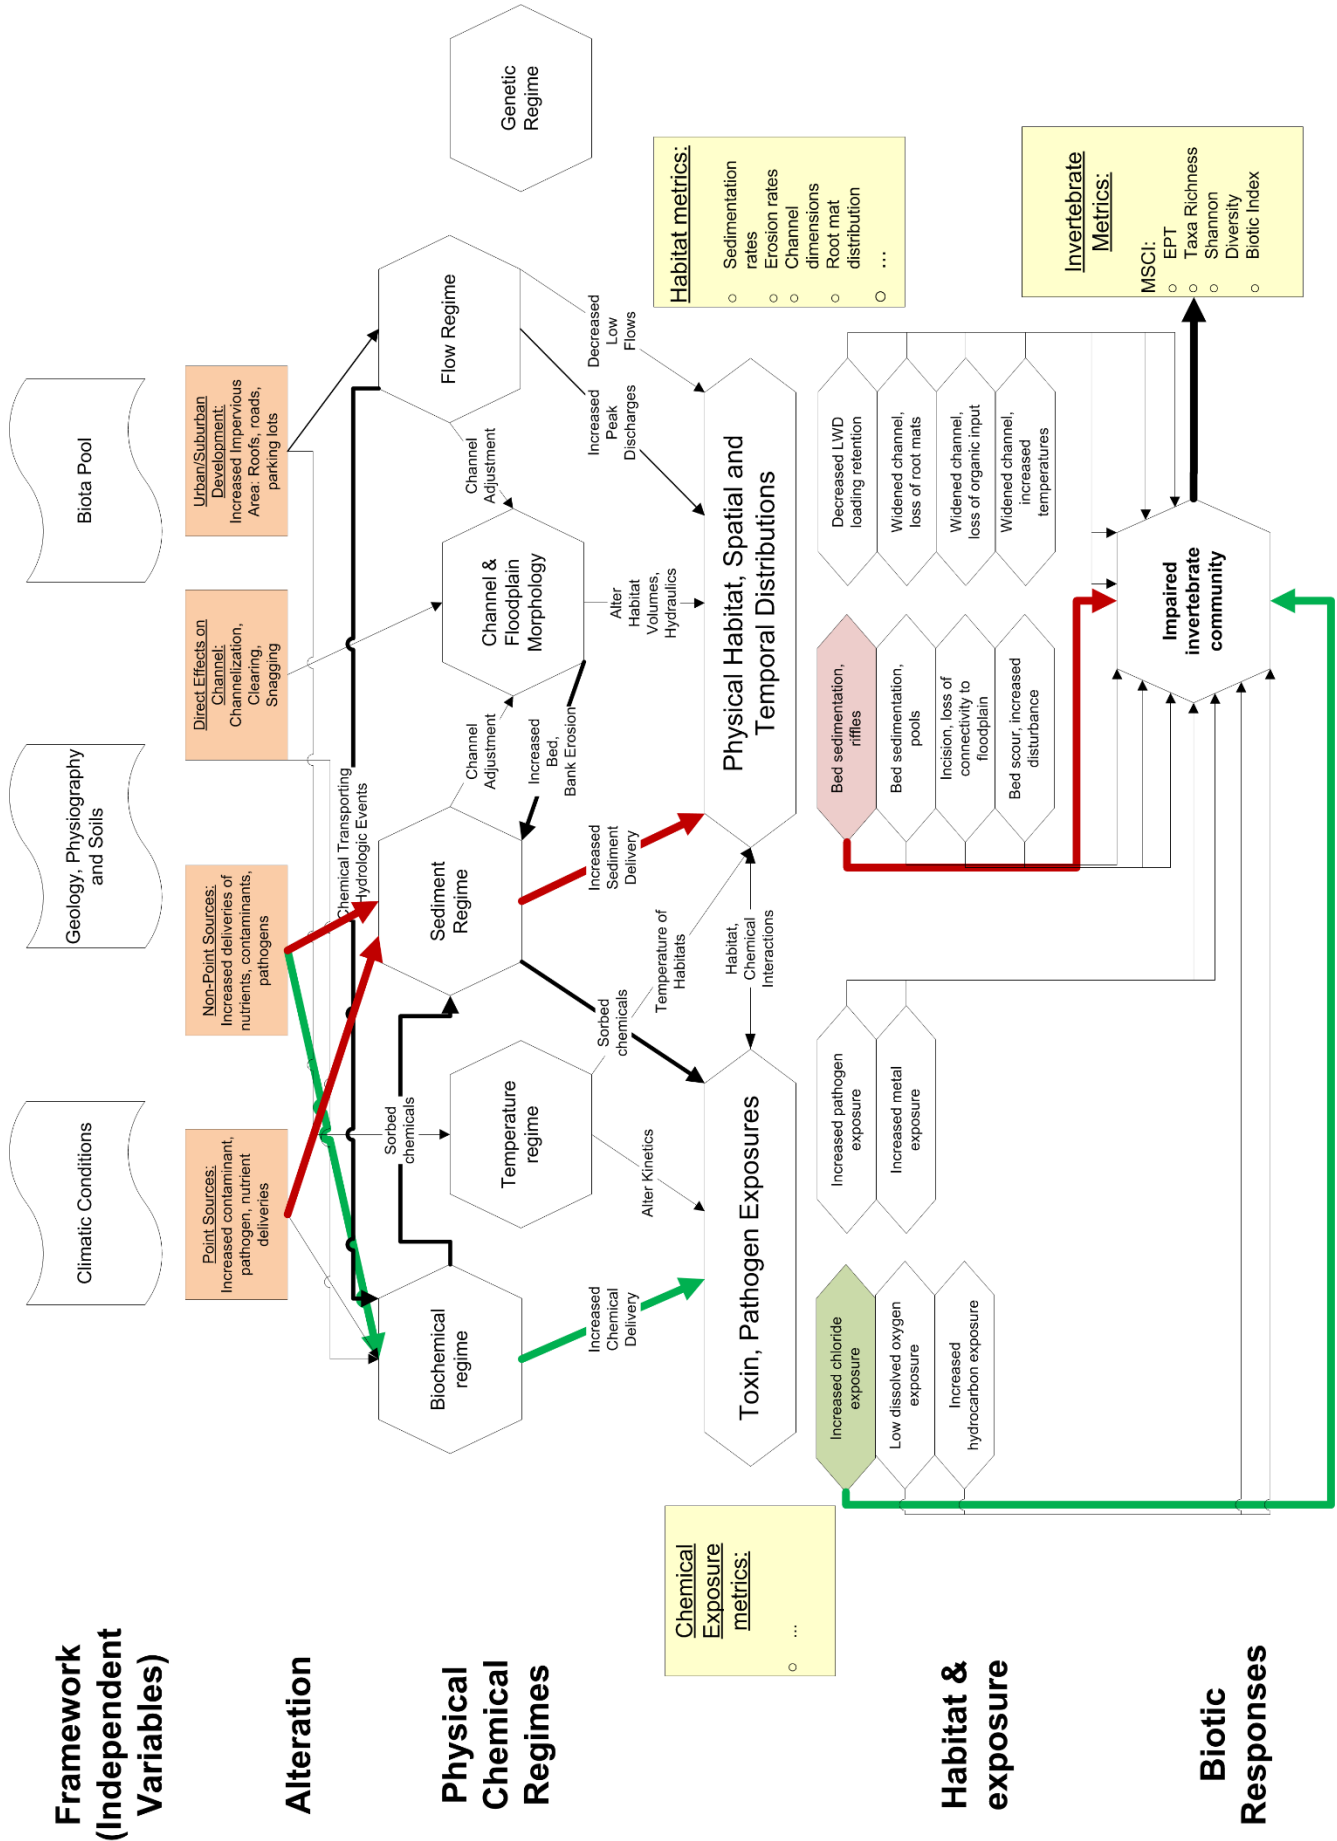 Framework
(Independent
Variables)
Climatic Conditions
Geology, Physiography
and Soils
Biota Pool
Alteration
Point Sources:
Increased contaminant,
pathogen, nutrient
deliveries
Non-Point Sources:
Increased deliveries of
nutrients, contaminants,
pathogens
Direct Effects on
Channel:
Channelization,
Clearing,
Snagging
Urban/Suburban
Development:
Increased Impervious
Area: Roofs, roads,
parking lots
Chemical Transporting
Hydrologic Events
Physical
Chemical
Regimes
Biochemical
regime
Sorbed
chemicals
Temperature
regime
Sediment
Regime
Channel
Adjustment
Channel &
Floodplain
Morphology
Channel
Adjustment
Flow Regime
Genetic
Regime
Increased
Chemical
Delivery
Alter Kinetics
Sorbed
chemicals
Temperature of
Habitats
Increased
Sediment
Delivery
Increased
Bed,
Bank Erosion
Alter
Habitat
Volumes,
Hydraulics
Increased
Peak
Discharges
Decreased
Low
Flows
Chemical
Exposure
metrics:
○ ...
Toxin, Pathogen Exposures
Habitat,
Chemical
Interactions
Physical Habitat, Spatial and
Temporal Distributions
Habitat metrics:
○ Sedimentation
rates
○ Erosion rates
○ Channel
dimensions
○ Root mat
distribution
○ ...
Habitat &
exposure
Increased chloride
exposure
Low dissolved oxygen
exposure
Increased
hydrocarbon exposure
Increased pathogen
exposure
Increased metal
exposure
Bed sedimentation,
riffles
Bed sedimentation,
pools
Incision, loss of
connectivity to
floodplain
Bed scour, increased
disturbance
Decreased LWD
loading retention
Widened channel,
loss of root mats
Widened channel,
loss of organic input
Widened channel,
increased
temperatures
Biotic
Responses
Impaired
invertebrate
community
Invertebrate
Metrics:
MSCI:
○ EPT
○ Taxa Richness
○ Shannon
Diversity
○ Biotic Index